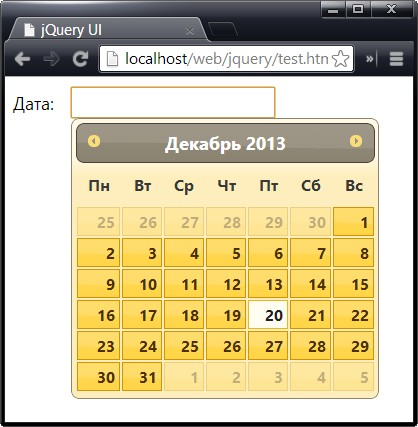 jQuery UI
localhost/web/jquery/test.htn
Дата:
Декабрь 2013
Пн Вт Ср Чт Пт Сб Вс
25 26 27 28 29 30 1
2 3 4 5 6 7 8
9 10 11 12 13 14 15
16 17 18 19 20 21 22
23 24 25 26 27 28 29
30 31 1 2 3 4 5